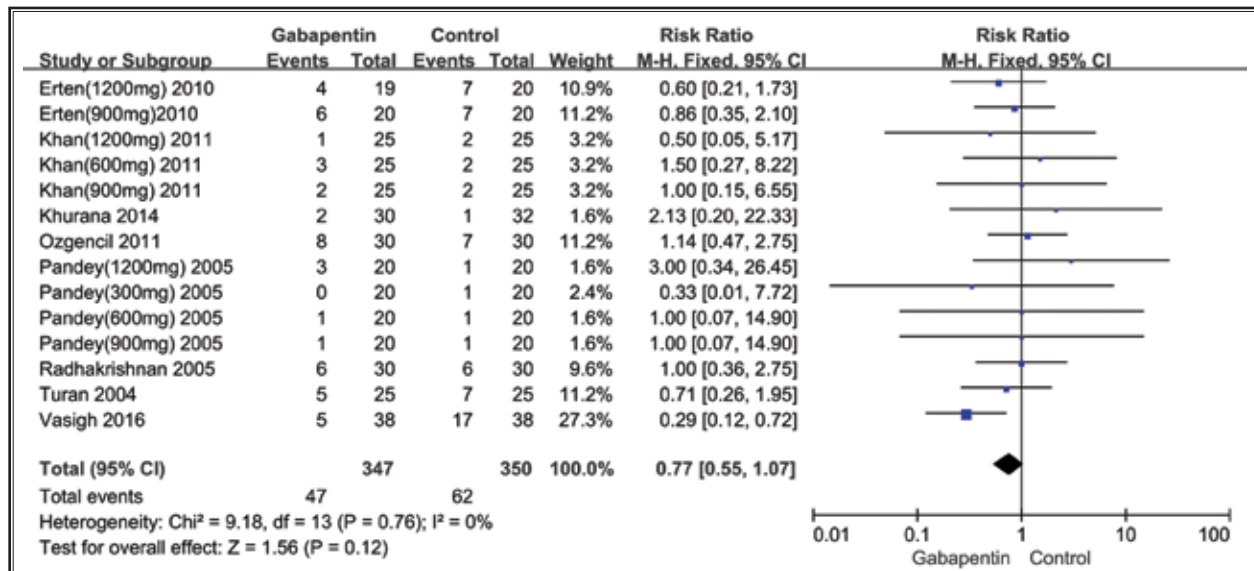 Gabapentin Control Risk Ratio Risk Ratio
Study or Subgroup Events Total Events Total Weight M-H, Fixed, 95% CI M-H, Fixed, 95% CI
Erten(1200mg) 2010 4 19 7 20 10.9% 0.60 [0.21, 1.73]
Erten(900mg)2010 6 20 7 20 11.2% 0.86 [0.35, 2.10]
Khan(1200mg) 2011 1 25 2 25 3.2% 0.50 [0.05, 5.17]
Khan(600mg) 2011 3 25 2 25 3.2% 1.50 [0.27, 8.22]
Khan(900mg) 2011 2 25 2 25 3.2% 1.00 [0.15, 6.55]
Khurana 2014 2 30 1 32 1.6% 2.13 [0.20, 22.33]
Ozgencil 2011 8 30 7 30 11.2% 1.14 [0.47, 2.75]
Pandey(1200mg) 2005 3 20 1 20 1.6% 3.00 [0.34, 26.45]
Pandey(300mg) 2005 0 20 1 20 2.4% 0.33 [0.01, 7.72]
Pandey(600mg) 2005 1 20 1 20 1.6% 1.00 [0.07, 14.90]
Pandey(900mg) 2005 1 20 1 20 1.6% 1.00 [0.07, 14.90]
Radhakrishnan 2005 6 30 6 30 9.6% 1.00 [0.36, 2.75]
Turan 2004 5 25 7 25 11.2% 0.71 [0.26, 1.95]
Vasigh 2016 5 38 17 38 27.3% 0.29 [0.12, 0.72]
Total (95% CI) 347 350 100.0% 0.77 [0.55, 1.07]
Total events 47 62
Heterogeneity: Chi² = 9.18, df = 13 (P = 0.76); I² = 0%
Test for overall effect: Z = 1.56 (P = 0.12)
0.01 0.1 1 10 100
Gabapentin Control